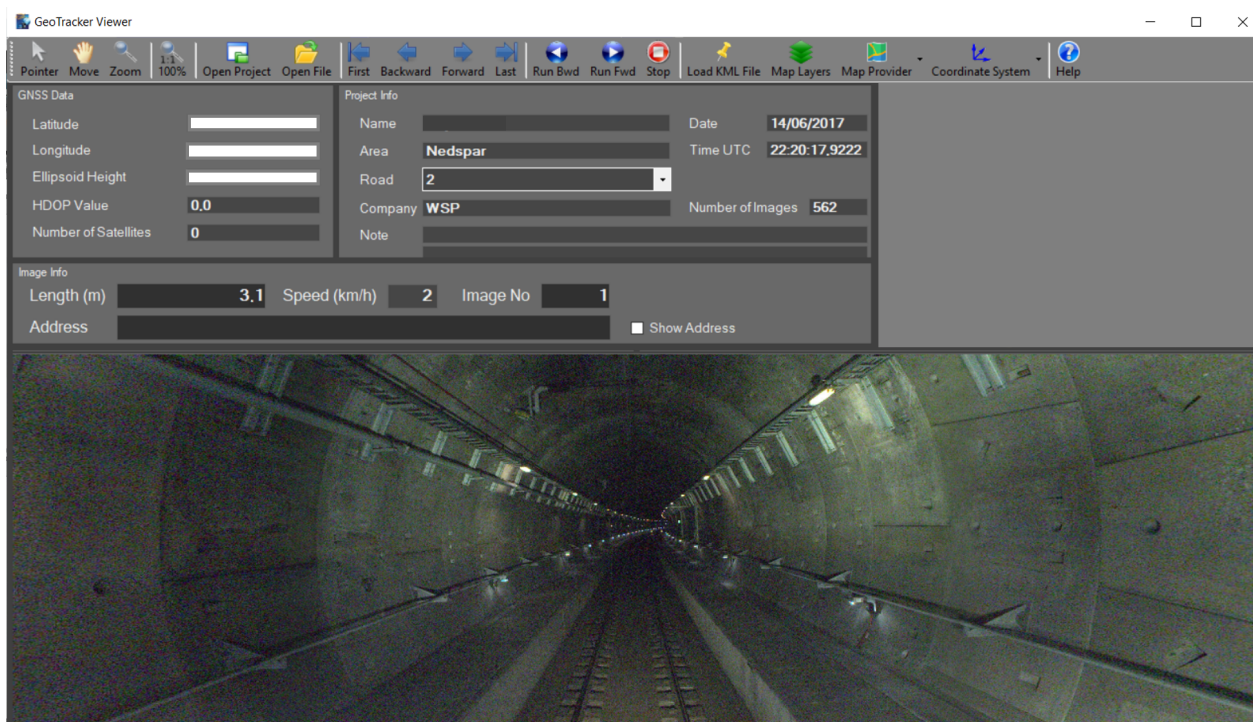 GeoTracker Viewer
Pointer Move Zoom 1:1 100% Open Project Open File First Backward Forward Last Run Bwd Run Fwd Stop Load KML File Map Layers Map Provider Coordinate System Help
GNSS Data
Latitude
Longitude
Ellipsoid Height
HDOP Value 0,0
Number of Satellites 0
Project Info
Name Date 14/06/2017
Area Nedspar Time UTC 22:20:17,9222
Road 2
Company WSP Number of Images 562
Note
Image Info
Length (m) 3,1 Speed (km/h) 2 Image No 1
Address Show Address